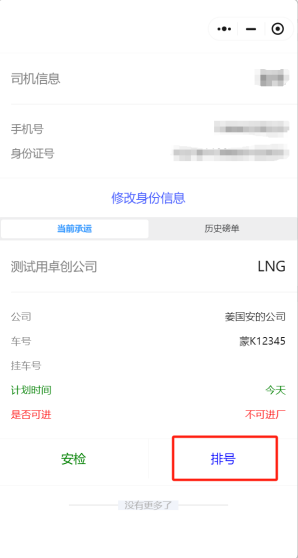 司机信息
手机号
身份证号
修改身份信息
当前承运 历史磅单
测试用卓创公司 LNG
公司 姜国安的公司
车号 蒙K12345
挂车号
计划时间 今天
是否可进 不可进厂
安检 排号
没有更多了